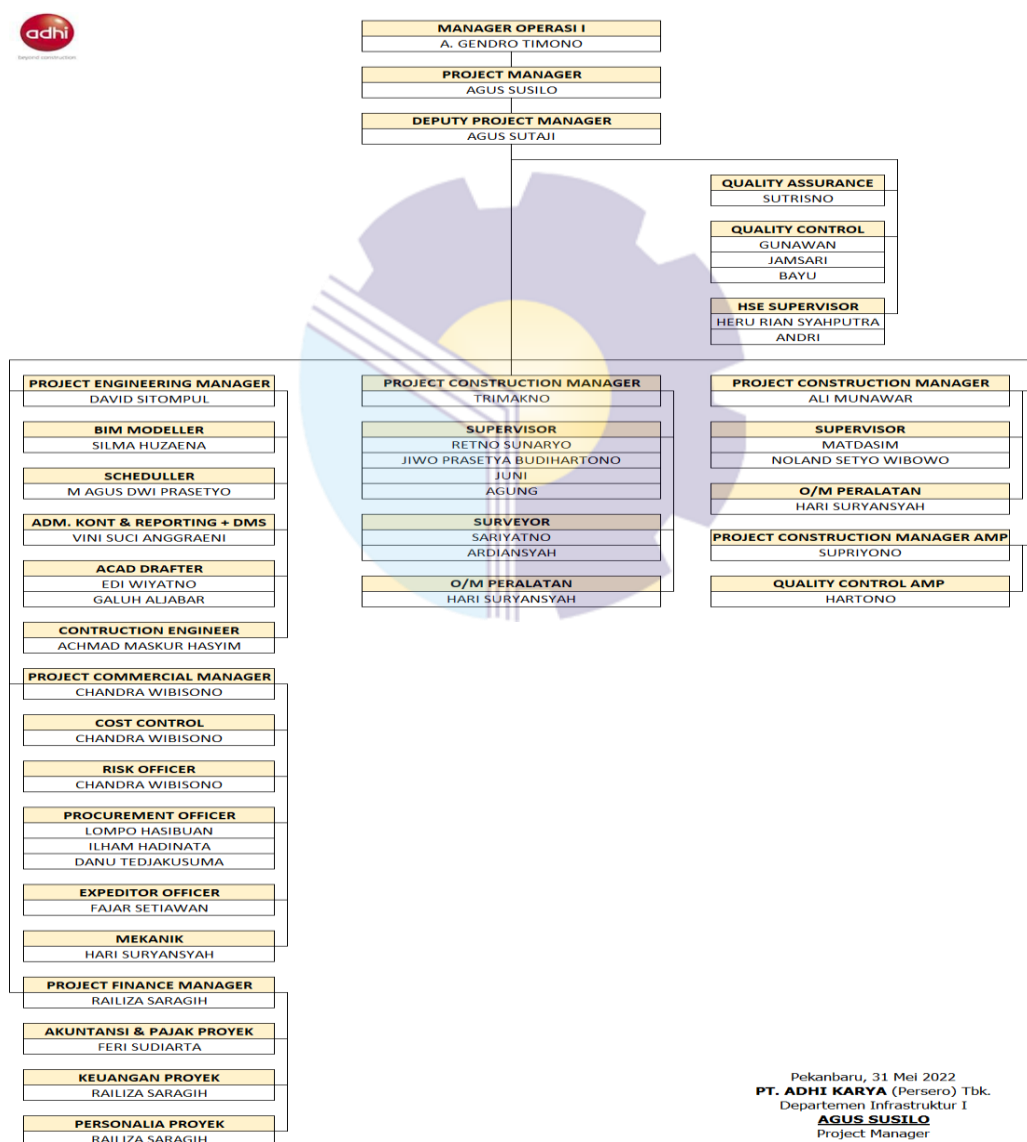 adhi
beyond construction
MANAGER OPERASI I
A. GENDRO TIMONO
PROJECT MANAGER
AGUS SUSILO
DEPUTY PROJECT MANAGER
AGUS SUTAJI
QUALITY ASSURANCE
SUTRISNO
QUALITY CONTROL
GUNAWAN
JAMSARI
BAYU
HSE SUPERVISOR
HERU RIAN SYAHPUTRA
ANDRI
PROJECT ENGINEERING MANAGER
DAVID SITOMPUL
BIM MODELLER
SILMA HUZAENA
SCHEDULLER
M AGUS DWI PRASETYO
ADM. KONT & REPORTING + DMS
VINI SUCI ANGGRAENI
ACAD DRAFTER
EDI WIYATNO
GALUH ALJABAR
CONTRUCTION ENGINEER
ACHMAD MASKUR HASYIM
PROJECT COMMERCIAL MANAGER
CHANDRA WIBISONO
COST CONTROL
CHANDRA WIBISONO
RISK OFFICER
CHANDRA WIBISONO
PROCUREMENT OFFICER
LOMPO HASIBUAN
ILHAM HADINATA
DANU TEDJAKUSUMA
EXPEDITOR OFFICER
FAJAR SETIAWAN
MEKANIK
HARI SURYANSYAH
PROJECT FINANCE MANAGER
RAILIZA SARAGIH
AKUNTANSI & PAJAK PROYEK
FERI SUDIARTA
KEUANGAN PROYEK
RAILIZA SARAGIH
PERSONALIA PROYEK
RAILIZA SARAGIH
PROJECT CONSTRUCTION MANAGER
TRIMAKNO
SUPERVISOR
RETNO SUNARYO
JIWO PRASETYA BUDIHARTONO
JUNI
AGUNG
SURVEYOR
SARIYATNO
ARDIANSYAH
O/M PERALATAN
HARI SURYANSYAH
PROJECT CONSTRUCTION MANAGER
ALI MUNAWAR
SUPERVISOR
MATDASIM
NOLAND SETYO WIBOWO
O/M PERALATAN
HARI SURYANSYAH
PROJECT CONSTRUCTION MANAGER AMP
SUPRIYONO
QUALITY CONTROL AMP
HARTONO
Pekanbaru, 31 Mei 2022
PT. ADHI KARYA (Persero) Tbk.
Departemen Infrastruktur I
AGUS SUSILO
Project Manager